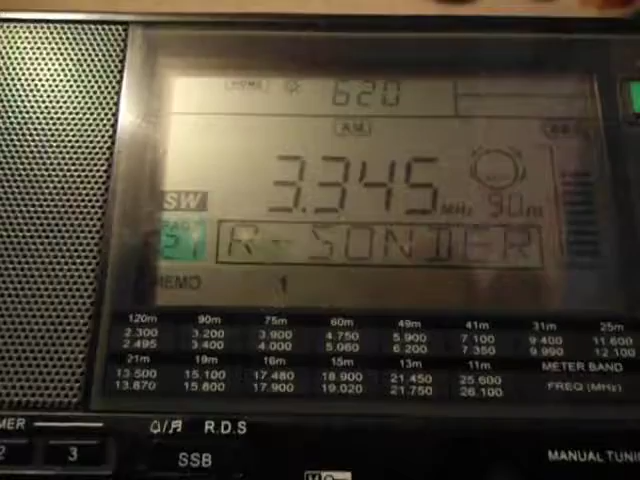 620
AM
3.345 MHz 90m
SW
PAGE
51 R - SONDER
MEMO 1
120m 90m 75m 60m 49m 41m 31m 25m
2.300 3.200 3.900 4.750 5.900 7.100 9.400 11.600
2.495 3.400 4.000 5.060 6.200 7.350 9.990 12.100
21m 19m 16m 15m 13m 11m METER BAND
13.500 15.100 17.480 18.900 21.450 25.600 FREQ (MHz)
13.870 15.800 17.900 19.020 21.750 26.100
MER
2 3
R.D.S
SSB
MANUAL TUNI